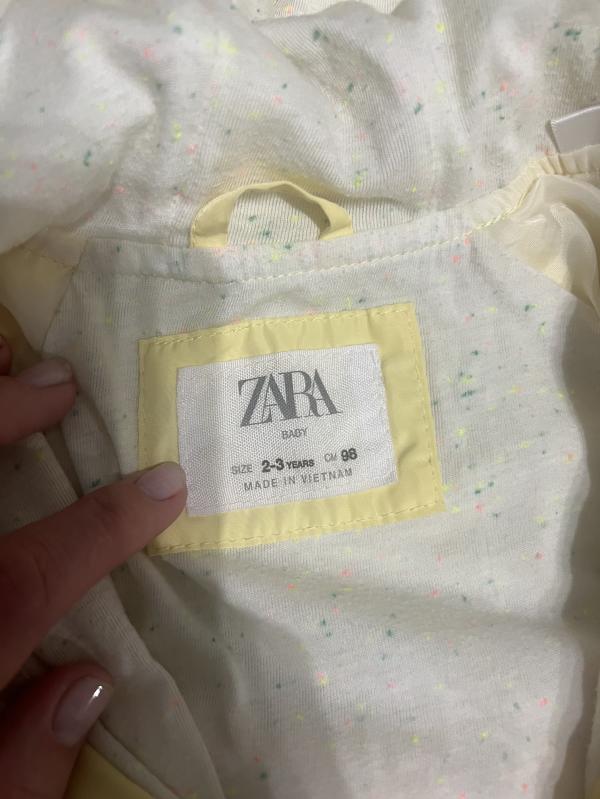 ZARA
BABY
SIZE 2-3 YEARS CM 98
MADE IN VIETNAM